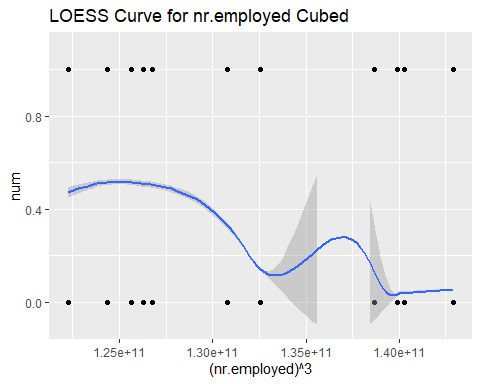 LOESS Curve for nr.employed Cubed
num
0.8
0.4
0.0
1.25e+11 1.30e+11 1.35e+11 1.40e+11
(nr.employed)^3